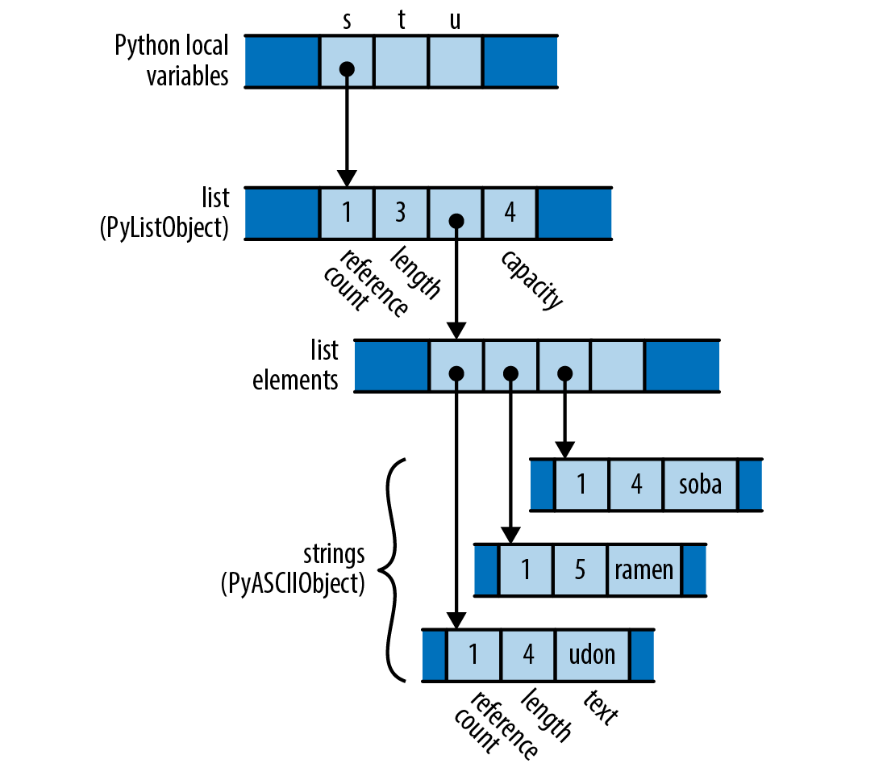 s t u
Python local
variables
list
(PyListObject)
1 3 4
reference
count
length
capacity
list
elements
1 4 soba
strings
(PyASCIIObject)
1 5 ramen
1 4 udon
reference
count
length
text